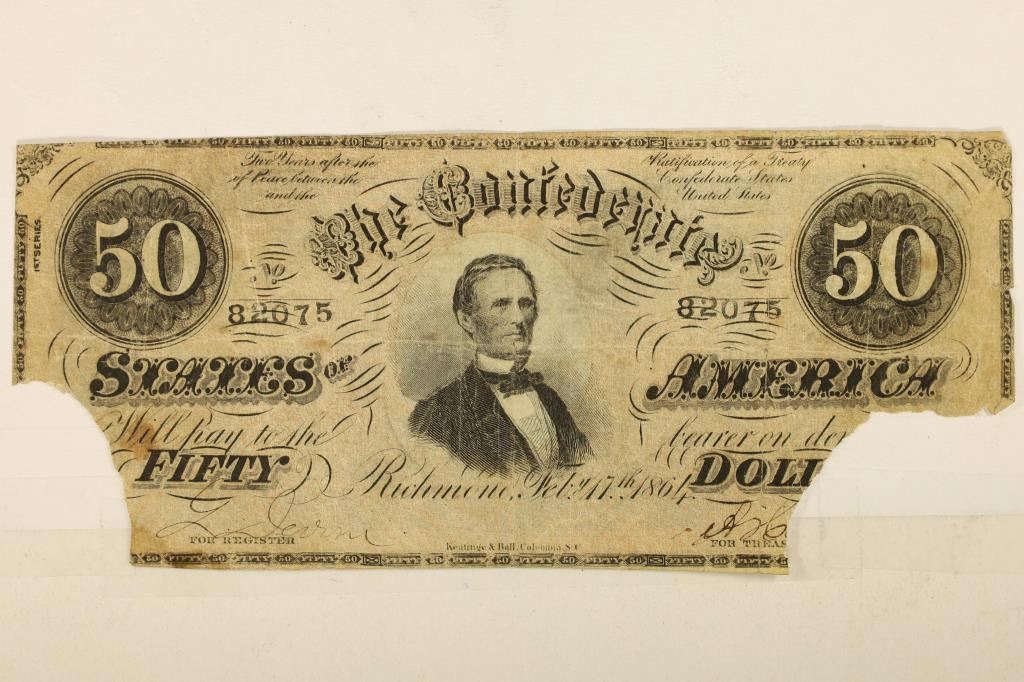 Two Years after the Ratification of a Treaty
of Peace between the Confederate States
and the United States
The Confederate
50 50
1ST SERIES.
No. No.
82075 82075
STATES OF AMERICA
Will pay to the bearer on de
FIFTY DOLL
Richmond, Feby. 17th 1864
FOR REGISTER FOR TREAS
Keatinge & Ball, Columbia, S.C.